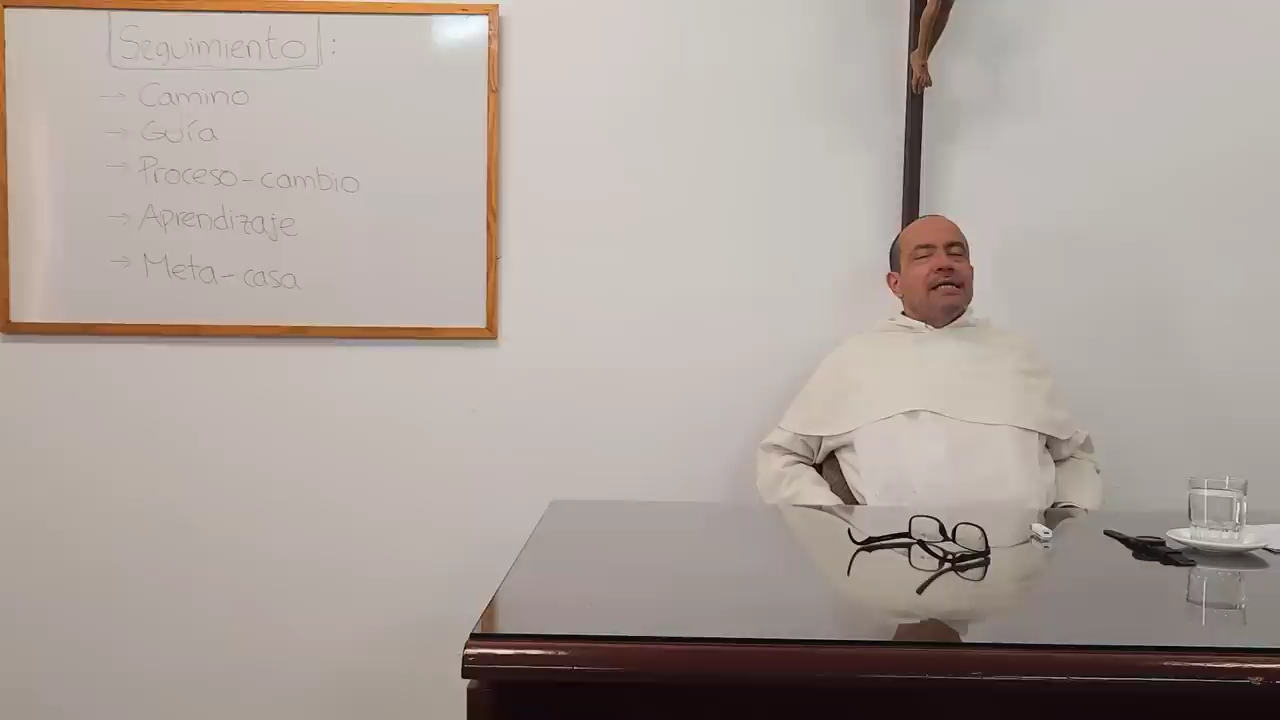 Seguimiento :
→ Camino
→ Guía
→ Proceso-cambio
→ Aprendizaje
→ Meta-casa